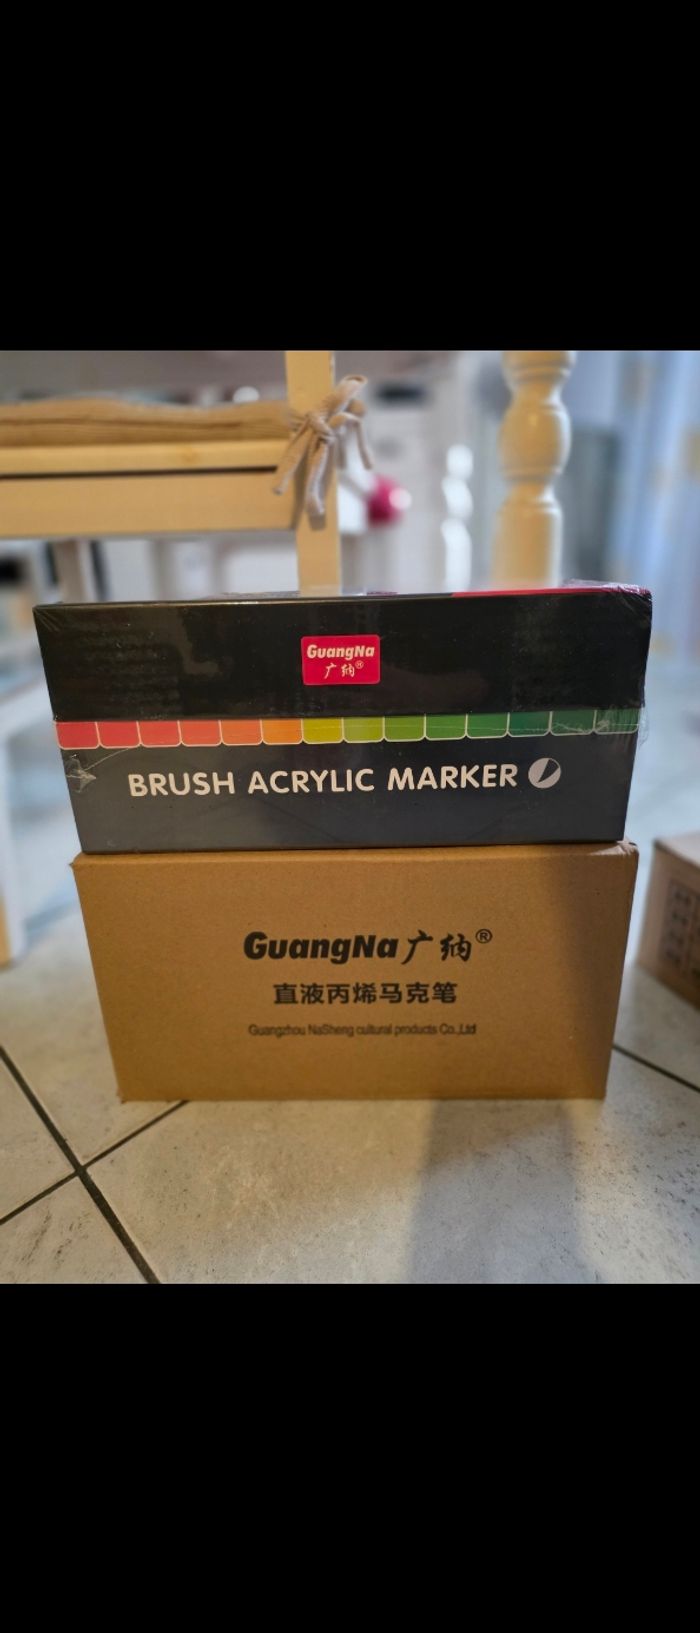 GuangNa
广纳®
BRUSH ACRYLIC MARKER
GuangNa广纳®
直液丙烯马克笔
Guangzhou NaSheng cultural products Co.,Ltd